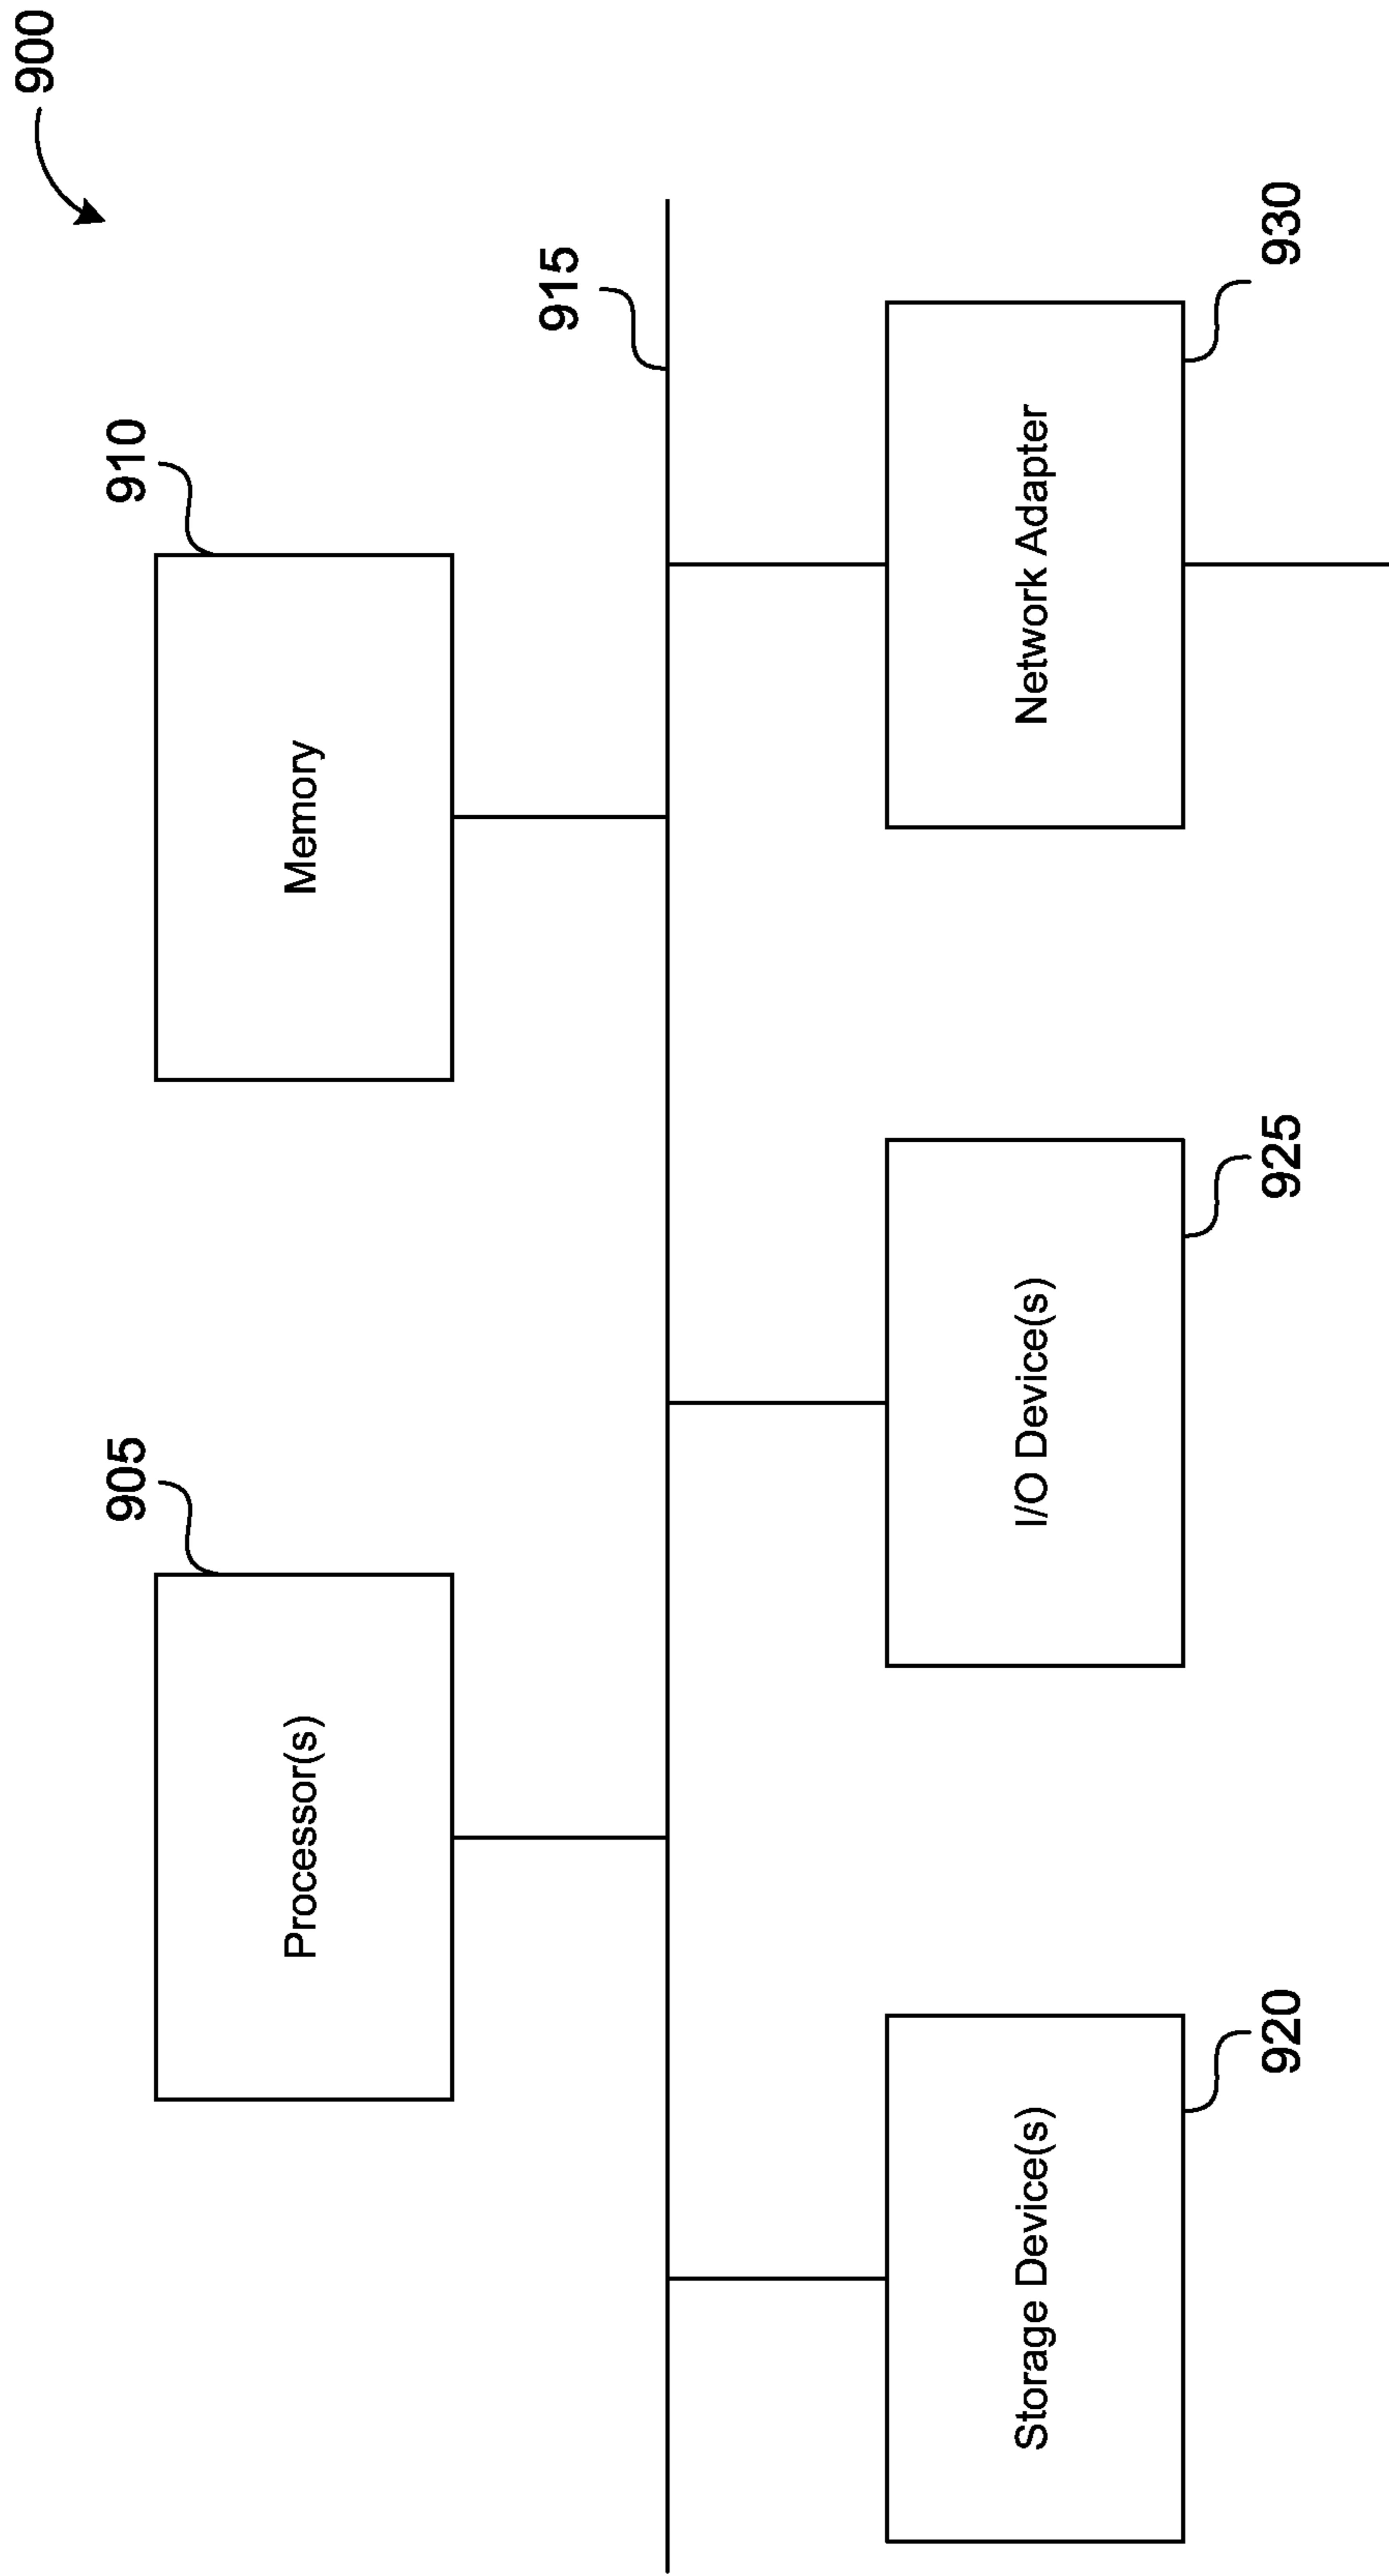 900
905
Processor(s)
910
Memory
915
Storage Device(s)
920
I/O Device(s)
925
Network Adapter
930